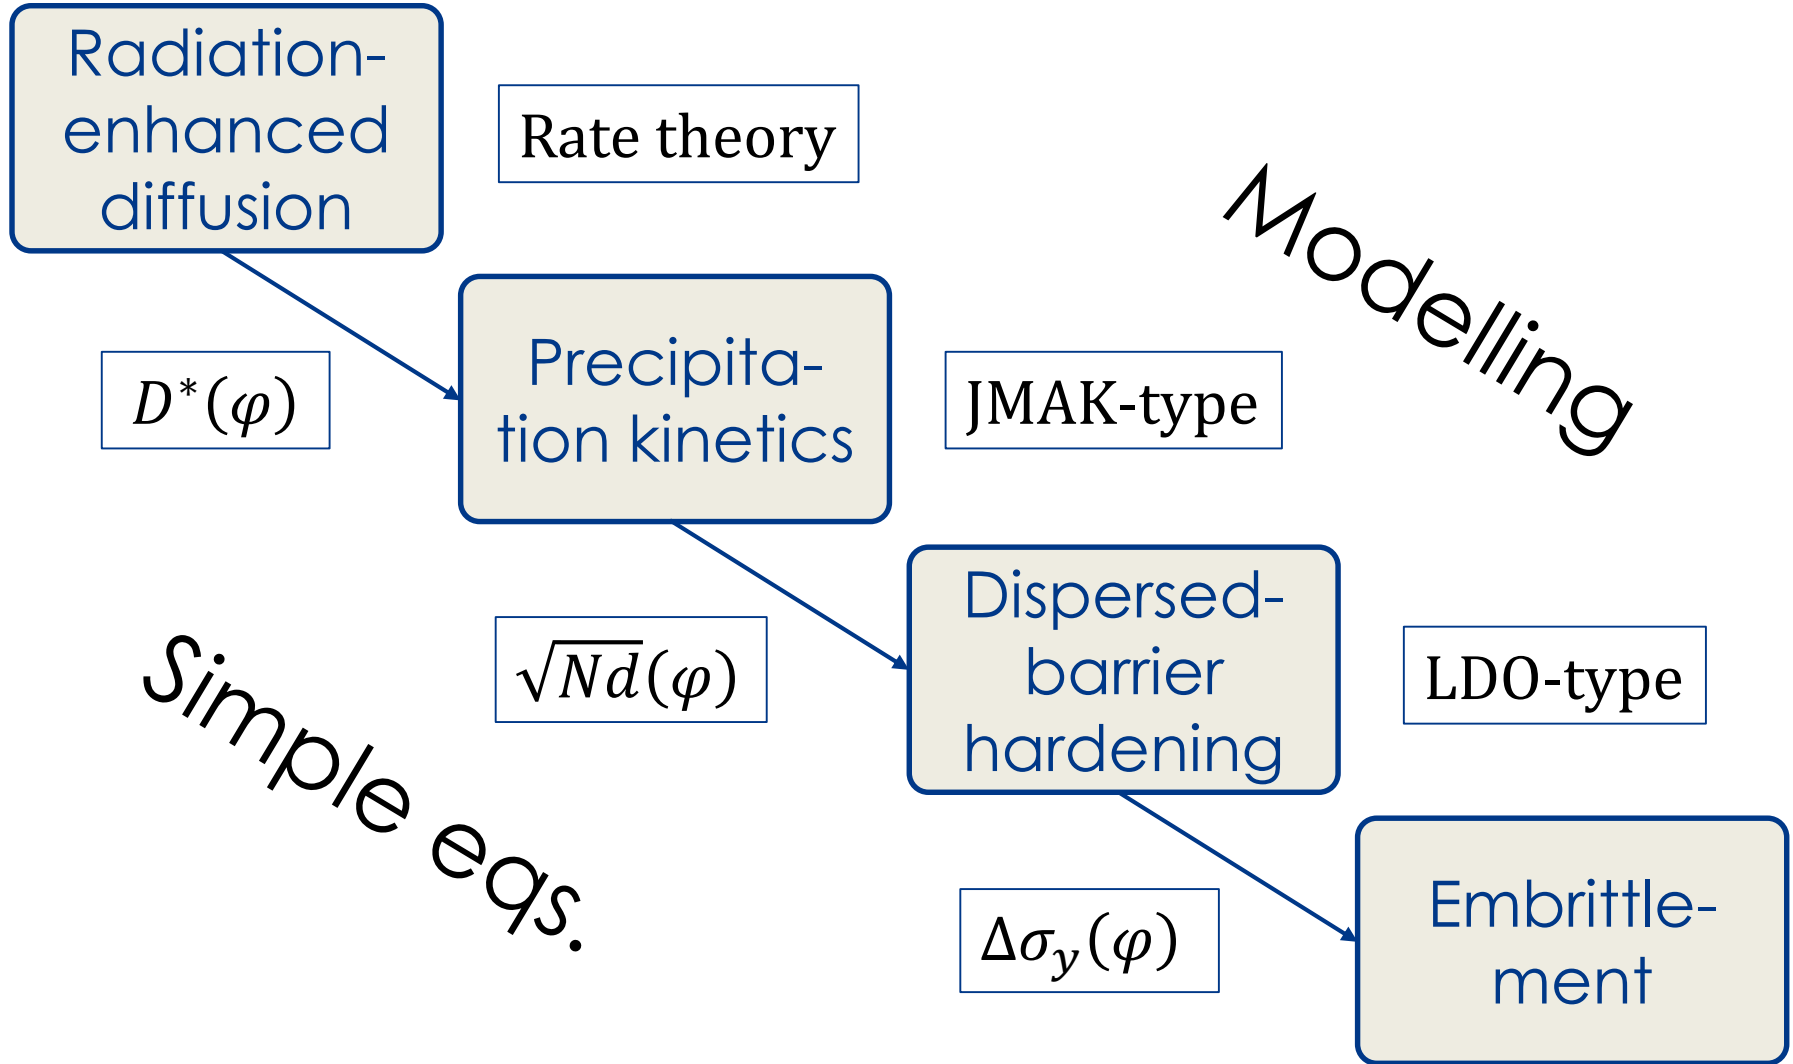 Radiation-
enhanced
diffusion
Rate theory
Modelling
D*(φ)
Precipita-
tion kinetics
JMAK-type
Simple eqs.
√Nd(φ)
Dispersed-
barrier
hardening
LDO-type
Δσy(φ)
Embrittle-
ment